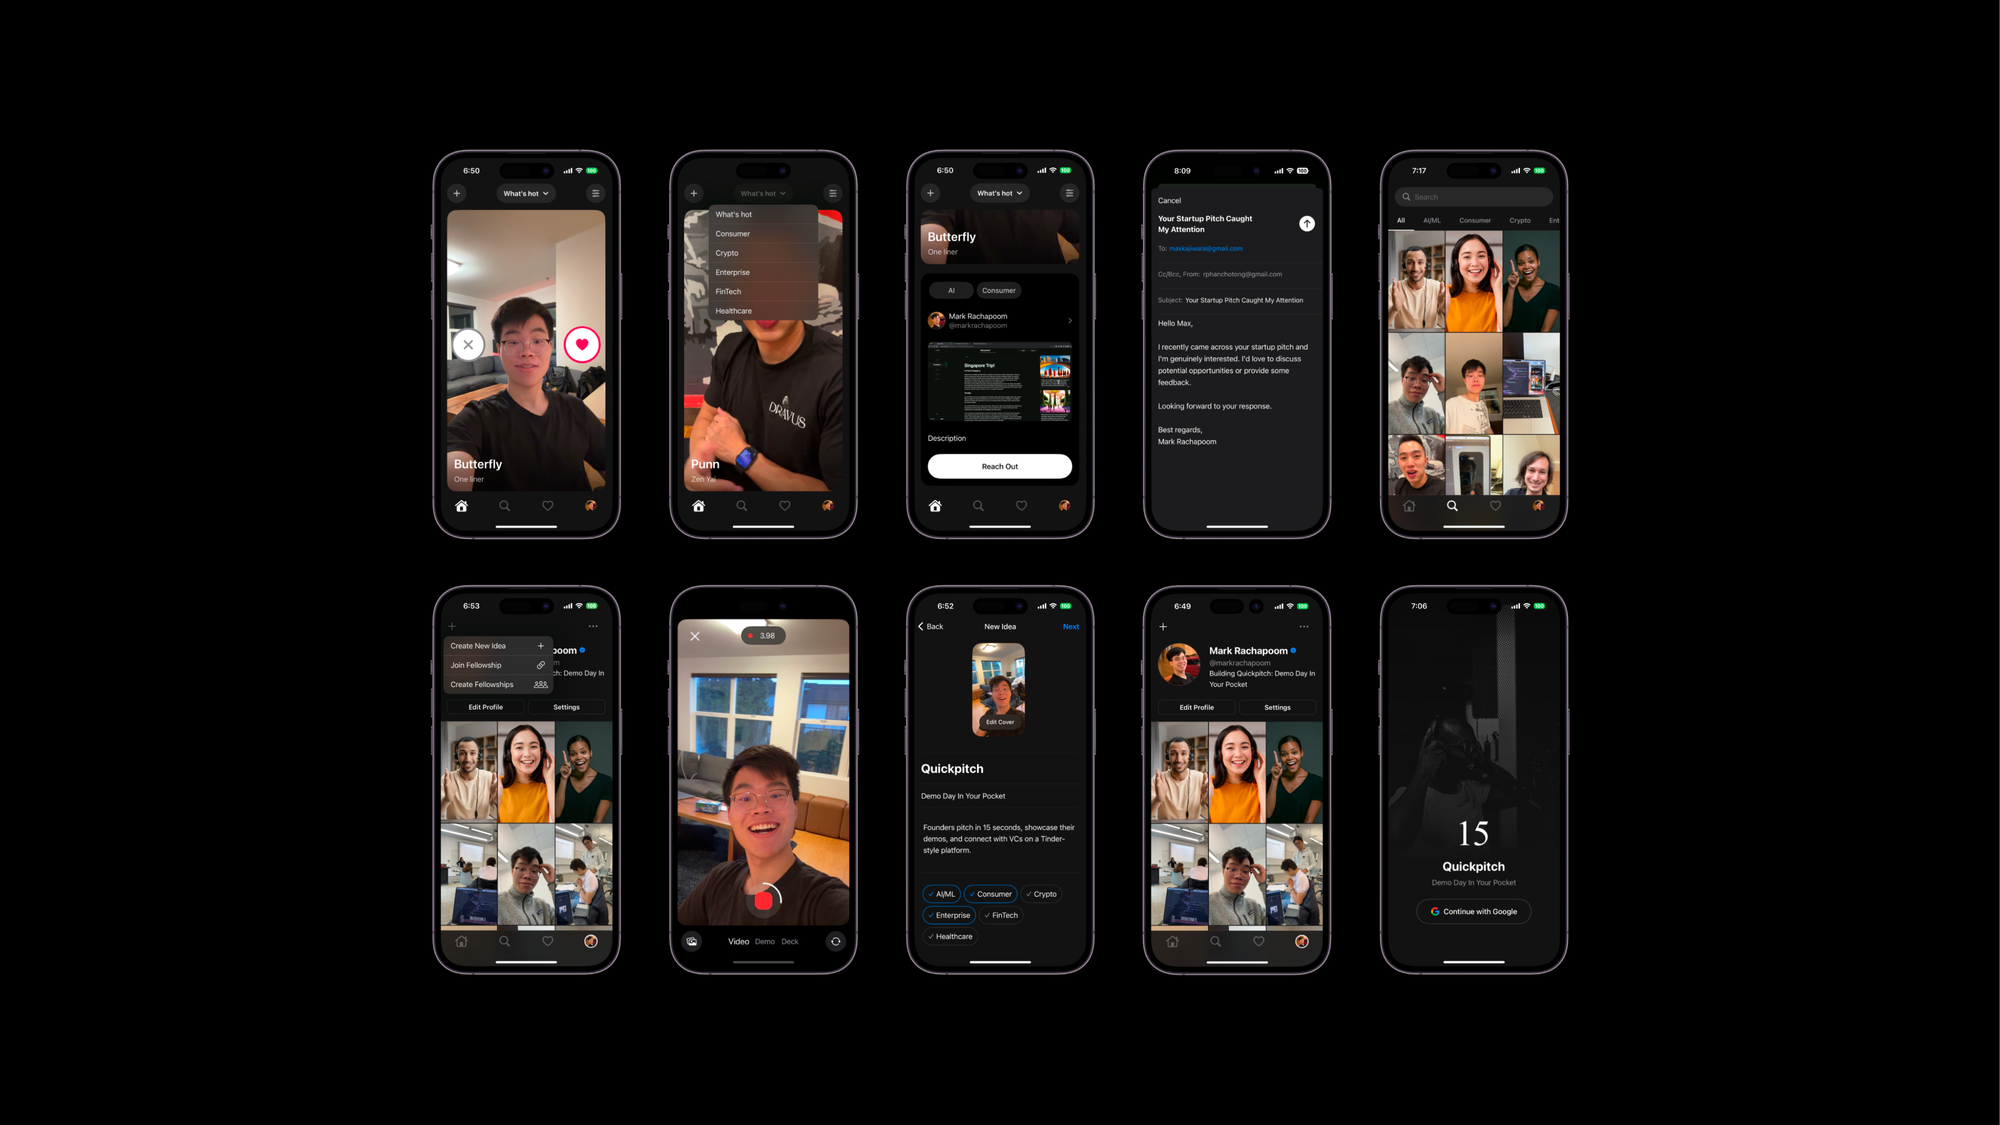 6:50
What's hot
Butterfly
One liner
What's hot
What's hot
Consumer
Crypto
Enterprise
FinTech
Healthcare
DRAVUS
Punn
Zen Yai
6:50
What's hot
Butterfly
One liner
AI
Consumer
Mark Rachapoom
@markrachapoom
Singapore Trip!
Description
Reach Out
8:09
Cancel
Your Startup Pitch Caught
My Attention
To: maxkajiwara@gmail.com
Cc/Bcc, From: rphanchotong@gmail.com
Subject: Your Startup Pitch Caught My Attention
Hello Max,
I recently came across your startup pitch and
I'm genuinely interested. I'd love to discuss
potential opportunities or provide some
feedback.
Looking forward to your response.
Best regards,
Mark Rachapoom
7:17
Search
All AI/ML Consumer Crypto Ent
6:53
Create New Idea
Join Fellowship
Create Fellowships
poom
m
ch: Demo Day In
Edit Profile
Settings
3.98
Video Demo Deck
6:52
Back
New Idea
Next
Edit Cover
Quickpitch
Demo Day In Your Pocket
Founders pitch in 15 seconds, showcase their
demos, and connect with VCs on a Tinder-
style platform.
AI/ML Consumer Crypto
Enterprise FinTech
Healthcare
6:49
Mark Rachapoom
@markrachapoom
Building Quickpitch: Demo Day In
Your Pocket
Edit Profile
Settings
7:06
15
Quickpitch
Demo Day In Your Pocket
Continue with Google